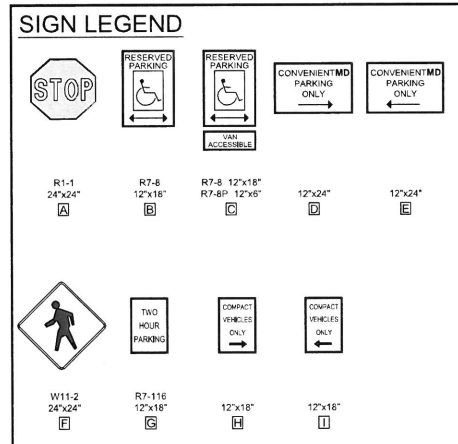 SIGN LEGEND
STOP
R1-1
24"x24"
A
RESERVED
PARKING
R7-8
12"x18"
B
RESERVED
PARKING
VAN
ACCESSIBLE
R7-8 12"x18"
R7-8P 12"x6"
C
CONVENIENTMD
PARKING
ONLY
12"x24"
D
CONVENIENTMD
PARKING
ONLY
12"x24"
E
W11-2
24"x24"
F
TWO
HOUR
PARKING
R7-116
12"x18"
G
COMPACT
VEHICLES
ONLY
12"x18"
H
COMPACT
VEHICLES
ONLY
12"x18"
I